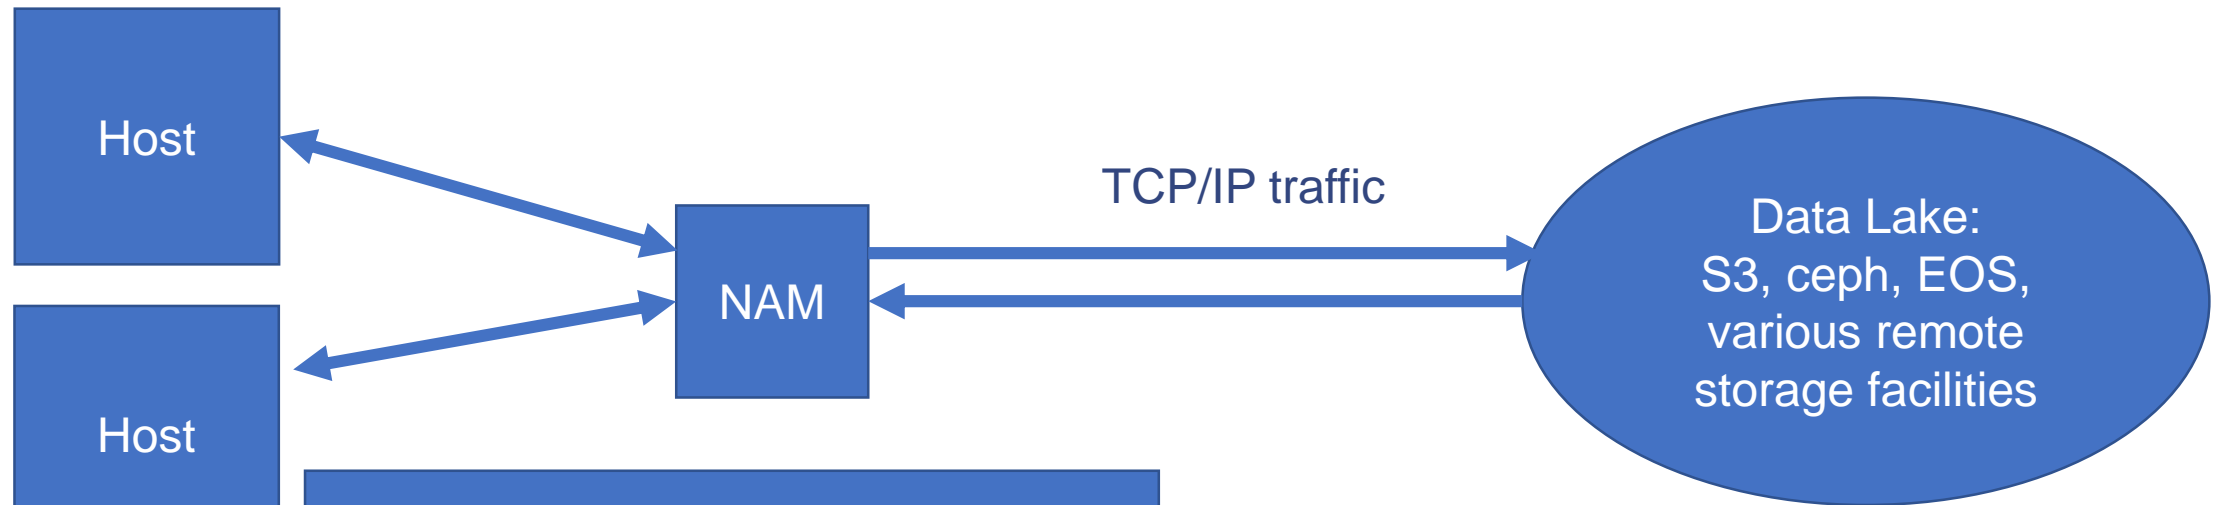 Host
TCP/IP traffic
NAM
Host
Data Lake:
S3, ceph, EOS,
various remote
storage facilities